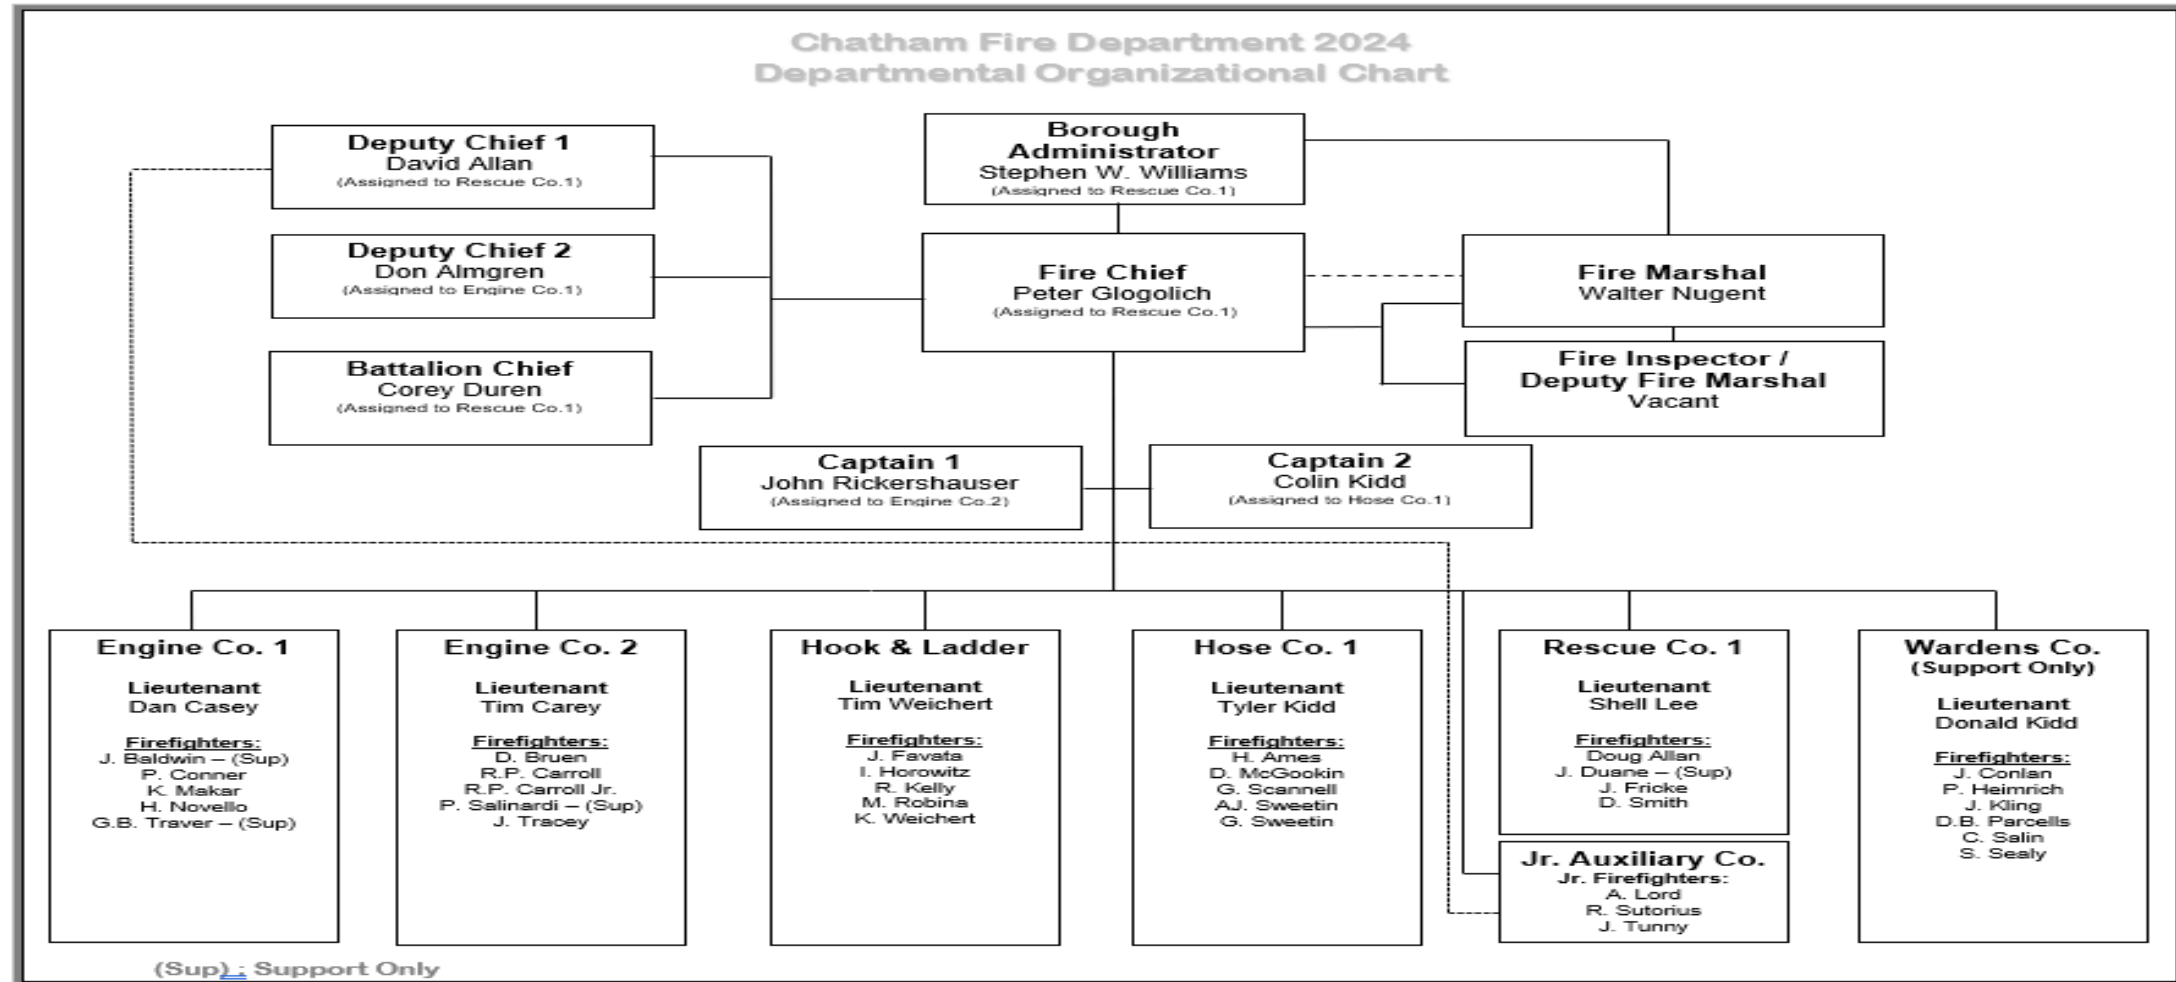 Chatham Fire Department 2024
Departmental Organizational Chart
Deputy Chief 1
David Allan
(Assigned to Rescue Co.1)
Borough
Administrator
Stephen W. Williams
(Assigned to Rescue Co.1)
Deputy Chief 2
Don Almgren
(Assigned to Engine Co.1)
Fire Chief
Peter Glogolich
(Assigned to Rescue Co.1)
Fire Marshal
Walter Nugent
Battalion Chief
Corey Duren
(Assigned to Rescue Co.1)
Fire Inspector /
Deputy Fire Marshal
Vacant
Captain 1
John Rickershauser
(Assigned to Engine Co.2)
Captain 2
Colin Kidd
(Assigned to Hose Co.1)
Engine Co. 1
Lieutenant
Dan Casey
Firefighters:
J. Baldwin – (Sup)
P. Conner
K. Makar
H. Novello
G.B. Traver – (Sup)
Engine Co. 2
Lieutenant
Tim Carey
Firefighters:
D. Bruen
R.P. Carroll
R.P. Carroll Jr.
P. Salinardi – (Sup)
J. Tracey
Hook & Ladder
Lieutenant
Tim Weichert
Firefighters:
J. Favata
I. Horowitz
R. Kelly
M. Robina
K. Weichert
Hose Co. 1
Lieutenant
Tyler Kidd
Firefighters:
H. Ames
D. McGookin
G. Scannell
AJ. Sweetin
G. Sweetin
Rescue Co. 1
Lieutenant
Shell Lee
Firefighters:
Doug Allan
J. Duane – (Sup)
J. Fricke
D. Smith
Jr. Auxiliary Co.
Jr. Firefighters:
A. Lord
R. Sutorius
J. Tunny
Wardens Co.
(Support Only)
Lieutenant
Donald Kidd
Firefighters:
J. Conlan
P. Heimrich
J. Kling
D.B. Parcells
C. Salin
S. Sealy
(Sup) : Support Only